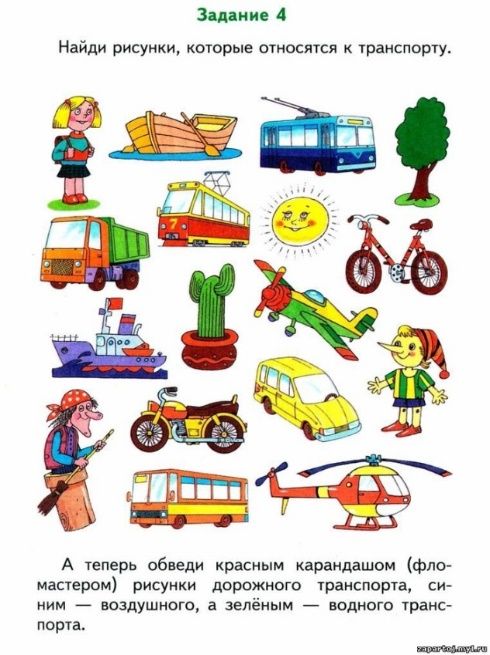 Задание 4
Найди рисунки, которые относятся к транспорту.
7
А теперь обведи красным карандашом (фло-
мастером) рисунки дорожного транспорта, си-
ним — воздушного, а зелёным — водного транс-
порта.
zapartoj.myl.ru